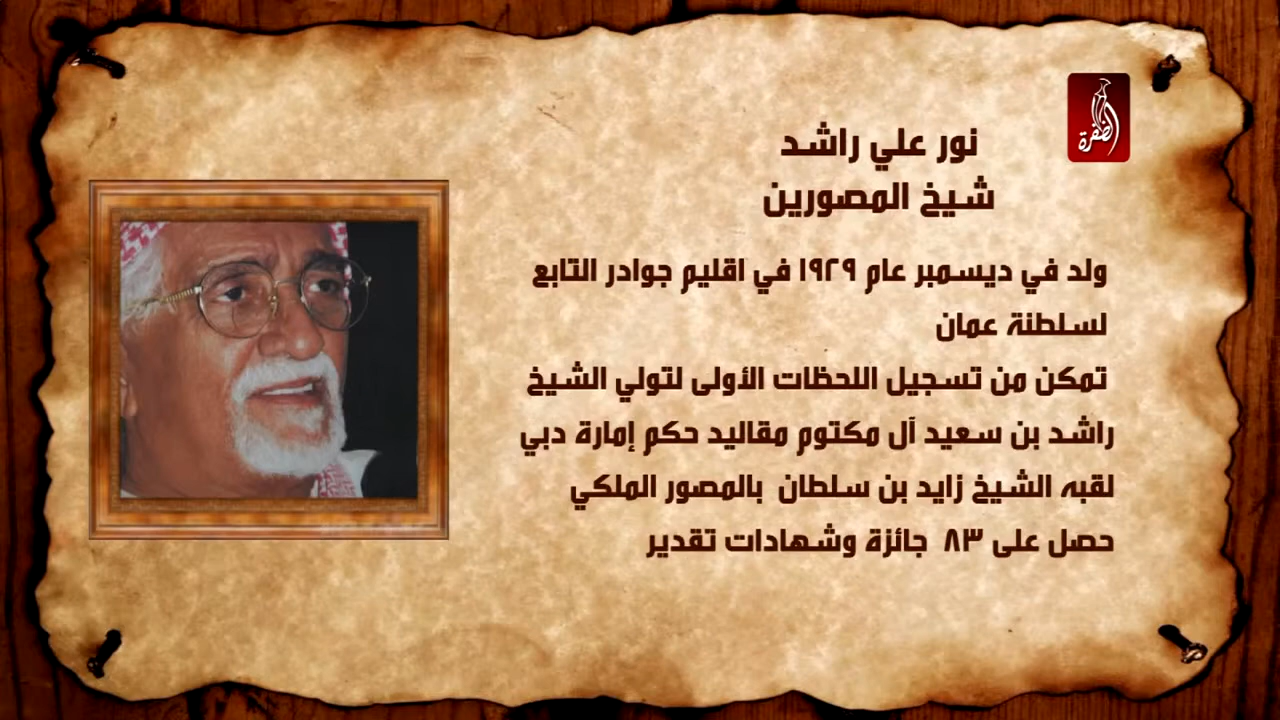 الظفرة
نور علي راشد
شيخ المصورين
ولد في ديسمبر عام ١٩٢٩ في اقليم جوادر التابع
لسلطنة عمان
تمكن من تسجيل اللحظات الأولى لتولي الشيخ
راشد بن سعيد آل مكتوم مقاليد حكم إمارة دبي
لقبه الشيخ زايد بن سلطان بالمصور الملكي
حصل على ٨٣ جائزة وشهادات تقدير